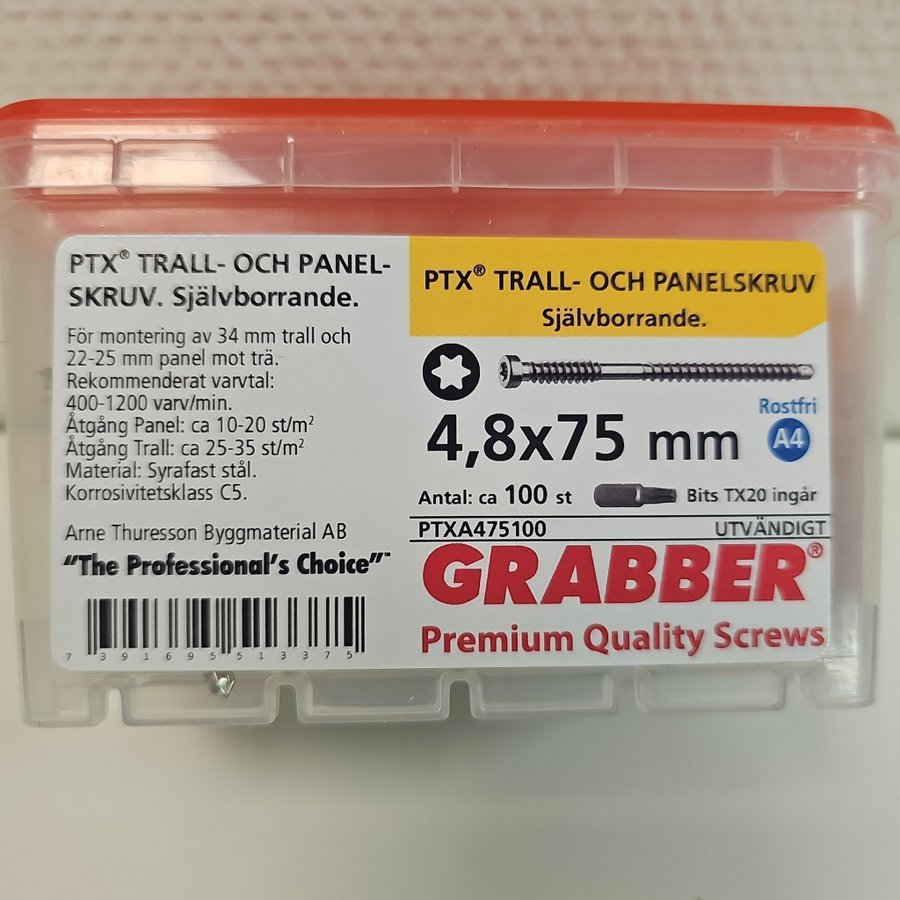 PTX® TRALL- OCH PANEL-
SKRUV. Självborrande.
För montering av 34 mm trall och
22-25 mm panel mot trä.
Rekommenderat varvtal:
400-1200 varv/min.
Åtgång Panel: ca 10-20 st/m²
Åtgång Trall: ca 25-35 st/m²
Material: Syrafast stål.
Korrosivitetsklass C5.
Arne Thuresson Byggmaterial AB
"The Professional's Choice"™
7391695513375
PTX® TRALL- OCH PANELSKRUV
Självborrande.
4,8x75 mm
Rostfri
A4
Antal: ca 100 st
Bits TX20 ingår
PTXA475100
UTVÄNDIGT
GRABBER®
Premium Quality Screws